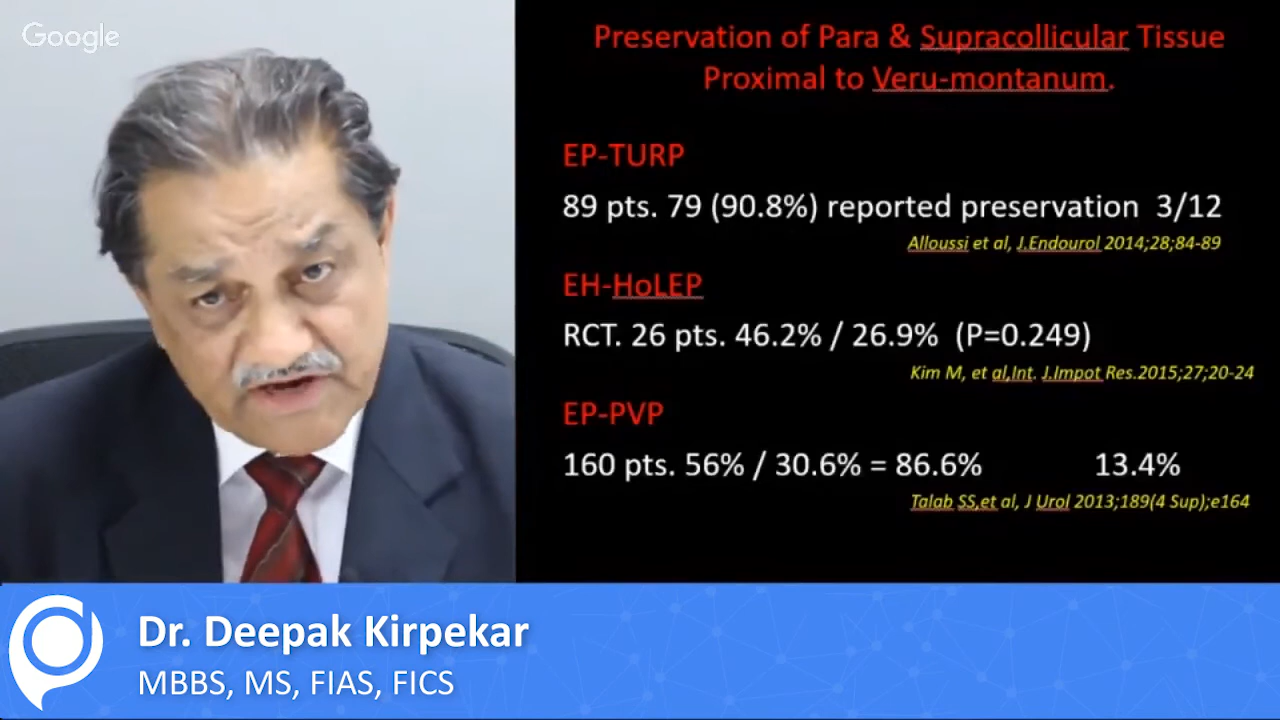 Google
Preservation of Para & Supracollicular Tissue
Proximal to Veru-montanum.
EP-TURP
89 pts. 79 (90.8%) reported preservation 3/12
Alloussi et al, J.Endourol 2014;28;84-89
EH-HoLEP
RCT. 26 pts. 46.2% / 26.9% (P=0.249)
Kim M, et al,Int. J.Impot Res.2015;27;20-24
EP-PVP
160 pts. 56% / 30.6% = 86.6% 13.4%
Talab SS,et al, J Urol 2013;189(4 Sup);e164
Dr. Deepak Kirpekar
MBBS, MS, FIAS, FICS